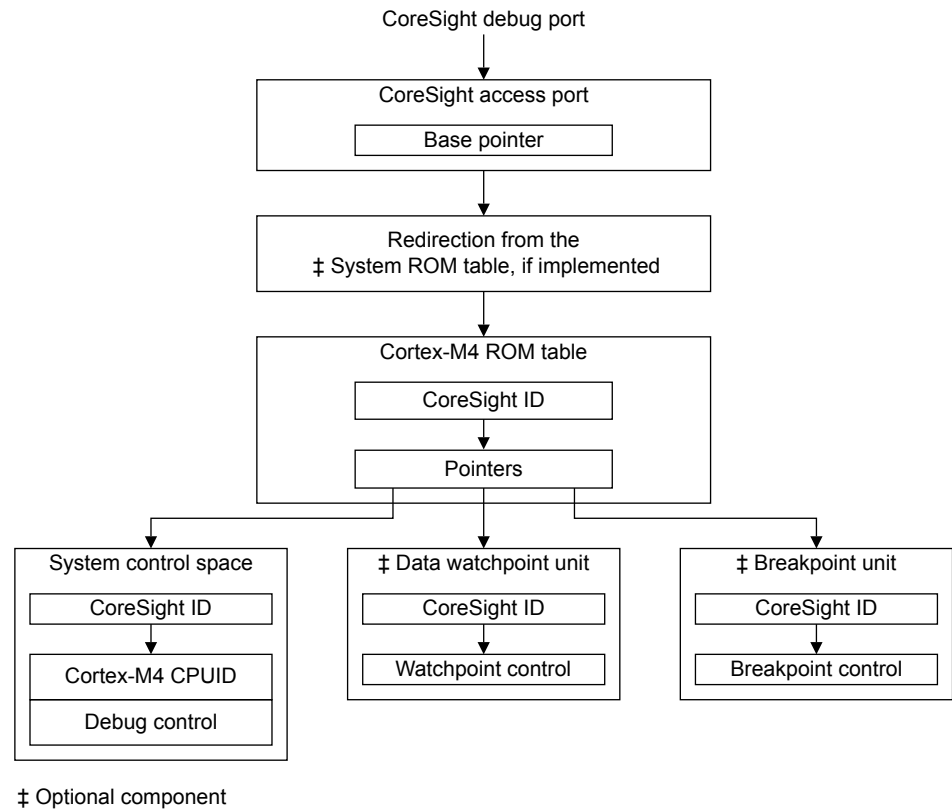 CoreSight debug port
CoreSight access port
Base pointer
Redirection from the
‡ System ROM table, if implemented
Cortex-M4 ROM table
CoreSight ID
Pointers
System control space
CoreSight ID
Cortex-M4 CPUID
Debug control
‡ Data watchpoint unit
CoreSight ID
Watchpoint control
‡ Breakpoint unit
CoreSight ID
Breakpoint control
‡ Optional component